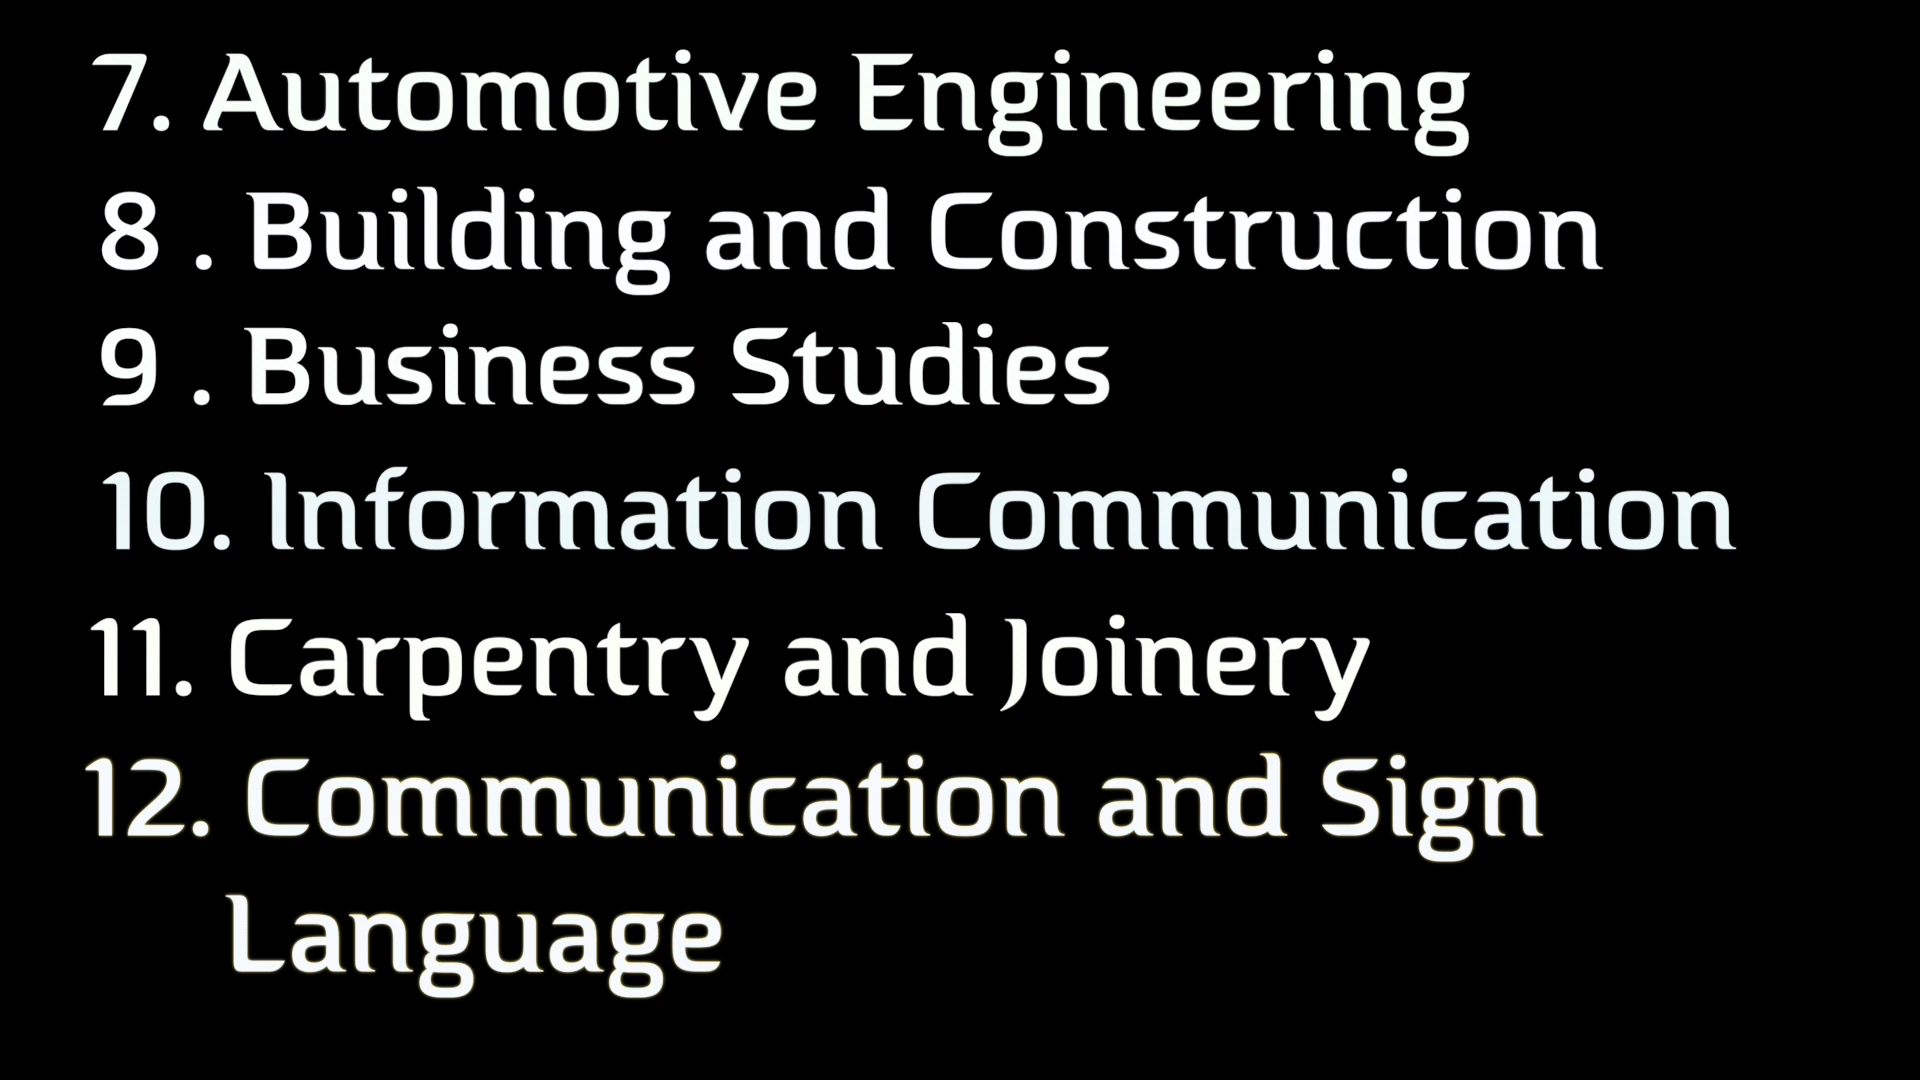 7. Automotive Engineering
8 . Building and Construction
9 . Business Studies
10. Information Communication
11. Carpentry and Joinery
12. Communication and Sign
Language